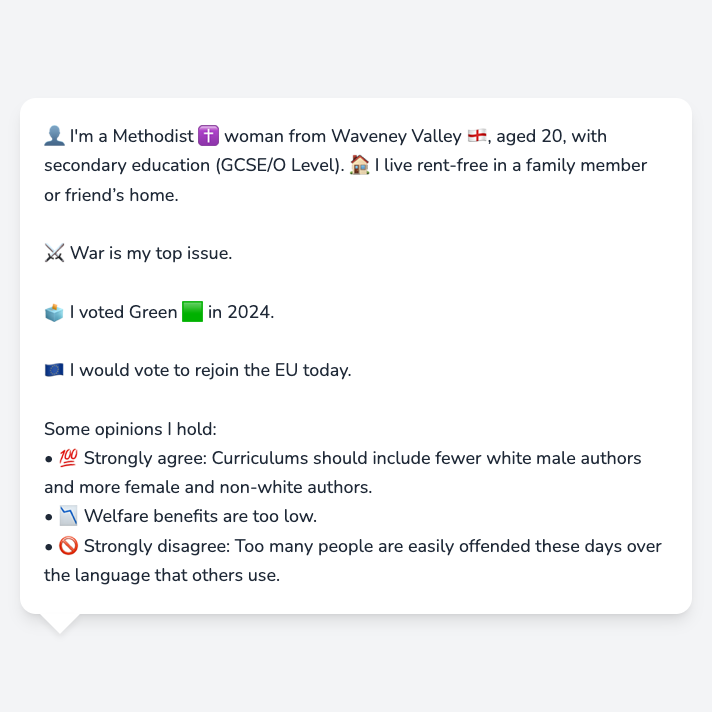 👤 I'm a Methodist ✝️ woman from Waveney Valley 🏴󠁧󠁢󠁥󠁮󠁧󠁿, aged 20, with
secondary education (GCSE/O Level). 🏠 I live rent-free in a family member
or friend’s home.
⚔️ War is my top issue.
🗳️ I voted Green 🟩 in 2024.
🇪🇺 I would vote to rejoin the EU today.
Some opinions I hold:
• 💯 Strongly agree: Curriculums should include fewer white male authors
and more female and non-white authors.
• 📉 Welfare benefits are too low.
• 🚫 Strongly disagree: Too many people are easily offended these days over
the language that others use.